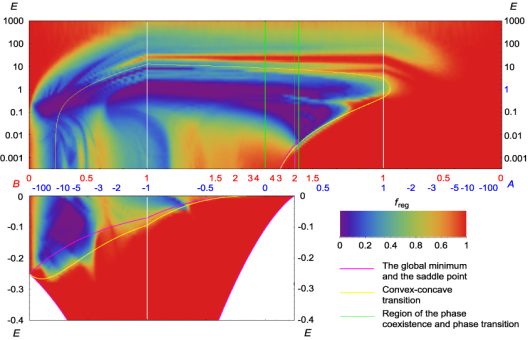 E E
1000 1000
100 100
10 10
1 1
0.1 0.1
0.01 0.01
0.001 0.001
0 0.5 1 1.5 2 3 4 4 3 2 1.5 1 0.5 0
B -100 -10 -5 -3 -2 -1 -0.5 0 0.5 1 2 3 5 10 100 A
0 0
-0.1 -0.1
-0.2 -0.2
-0.3 -0.3
-0.4 -0.4
E E
freg
0 0.2 0.4 0.6 0.8 1
The global minimum
and the saddle point
Convex-concave
transition
Region of the phase
coexistence and phase transition